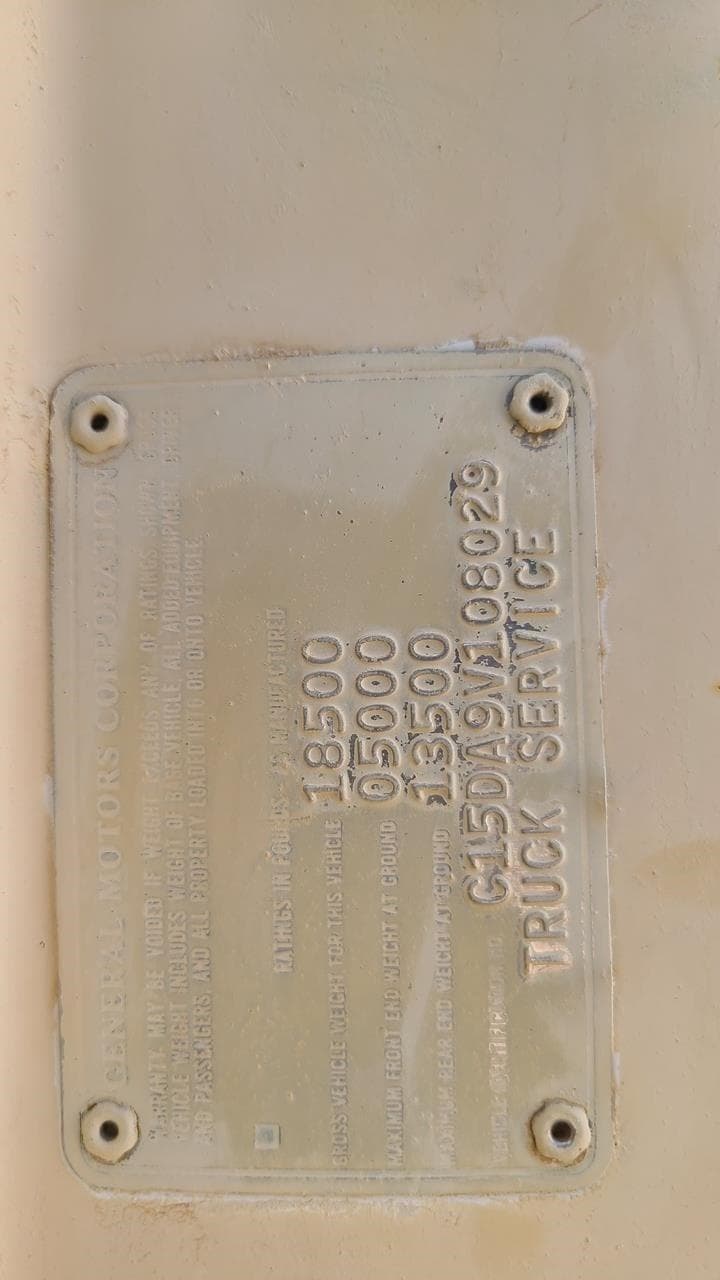 GENERAL MOTORS CORPORATION
WARRANTY MAY BE VOIDED IF WEIGHT EXCEEDS ANY OF RATINGS SHOWN
VEHICLE WEIGHT INCLUDES WEIGHT OF BASE VEHICLE, ALL ADDED EQUIPMENT, DRIVER
AND PASSENGERS, AND ALL PROPERTY LOADED INTO OR ONTO VEHICLE.
RATINGS IN POUNDS - AS MANUFACTURED
GROSS VEHICLE WEIGHT FOR THIS VEHICLE 18500
MAXIMUM FRONT END WEIGHT AT GROUND 05000
MAXIMUM REAR END WEIGHT AT GROUND 13500
VEHICLE IDENTIFICATION NO. C15DA9V108029
TRUCK SERVICE